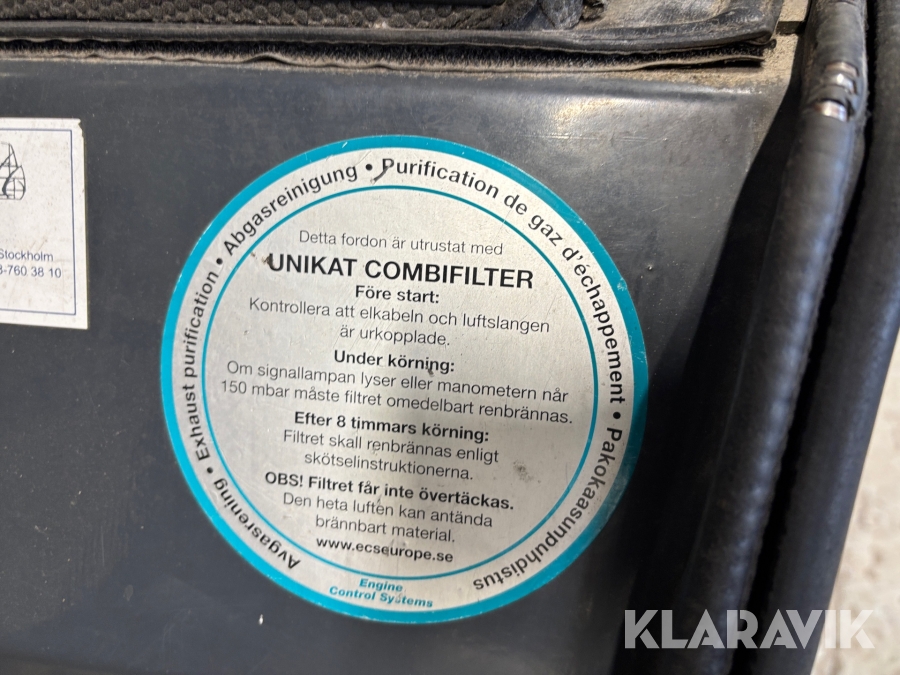 Stockholm
8-760 38 10
Avgasrening • Exhaust purification • Abgasreinigung • Purification de gaz d'échappement • Pakokaasunpuhdistus
Detta fordon är utrustat med
UNIKAT COMBIFILTER
Före start:
Kontrollera att elkabeln och luftslangen
är urkopplade.
Under körning:
Om signallampan lyser eller manometern når
150 mbar måste filtret omedelbart renbrännas.
Efter 8 timmars körning:
Filtret skall renbrännas enligt
skötselinstruktionerna.
OBS! Filtret får inte övertäckas.
Den heta luften kan antända
brännbart material.
www.ecseurope.se
Engine
Control Systems
KLARAVIK